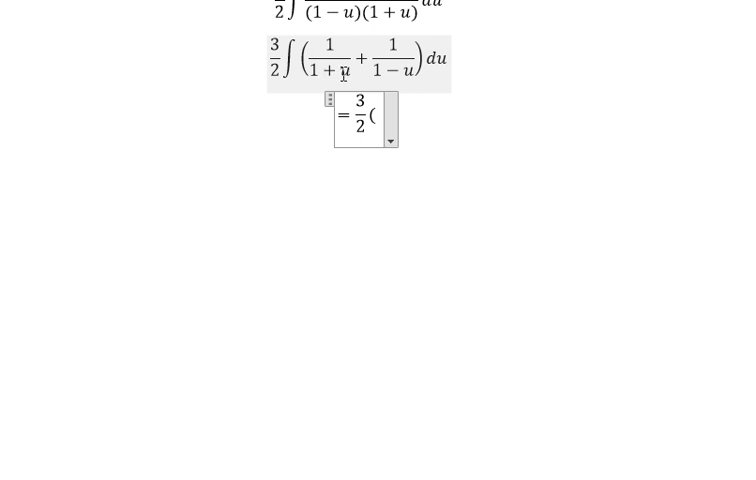 2∫ (1 − u)(1 + u) du
3/2 ∫ (1/(1 + u) + 1/(1 − u)) du
= 3/2 (